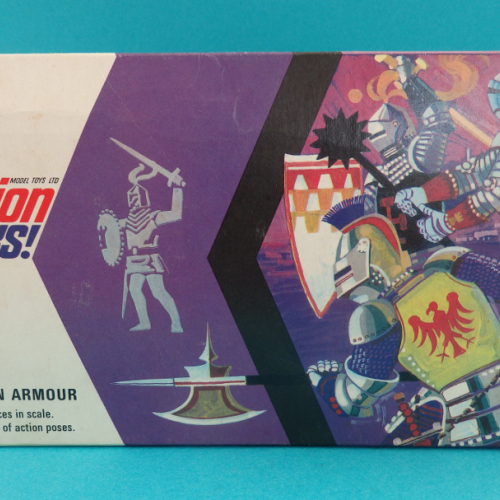 MODEL TOYS LTD
ion
s!
N ARMOUR
ces in scale.
of action poses.